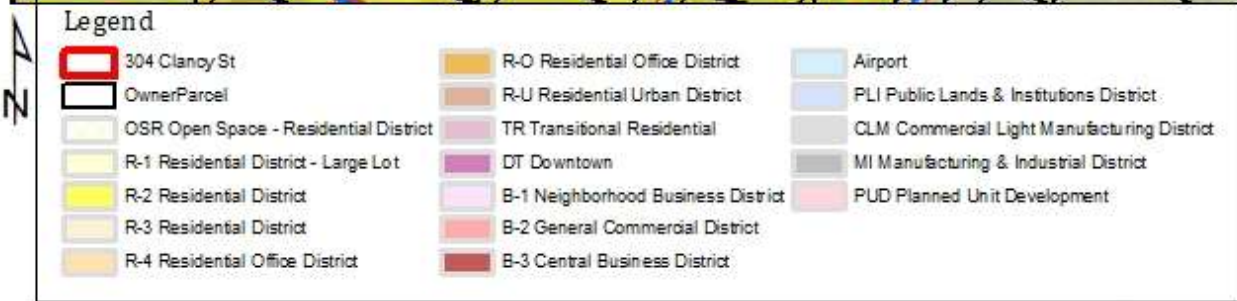 Legend
304 Clancy St
OwnerParcel
OSR Open Space - Residential District
R-1 Residential District - Large Lot
R-2 Residential District
R-3 Residential District
R-4 Residential Office District
R-O Residential Office District
R-U Residential Urban District
TR Transitional Residential
DT Downtown
B-1 Neighborhood Business District
B-2 General Commercial District
B-3 Central Business District
Airport
PLI Public Lands & Institutions District
CLM Commercial Light Manufacturing District
MI Manufacturing & Industrial District
PUD Planned Unit Development
N